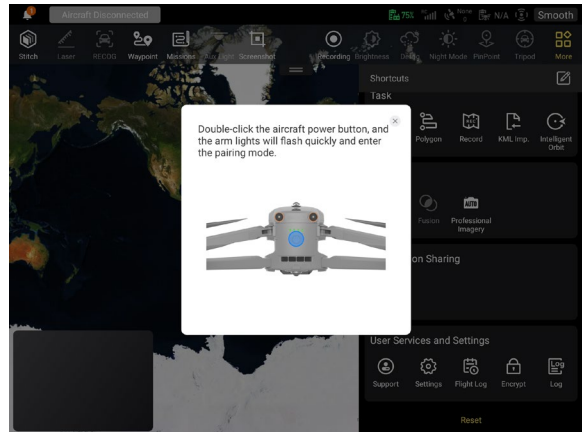 Aircraft Disconnected
75%
None
N/A
Smooth
Stitch
Laser
RECOG
Waypoint
Missions
Screenshot
Recording
Brightness
Night Mode
PinPoint
Tripod
More
Shortcuts
Task
Double-click the aircraft power button, and
the arm lights will flash quickly and enter
the pairing mode.
Polygon
Record
KML Imp.
Intelligent
Orbit
Fusion
AUTO
Professional
Imagery
on Sharing
User Services and Settings
Log
Support
Settings
Flight Log
Encrypt
Log
Reset